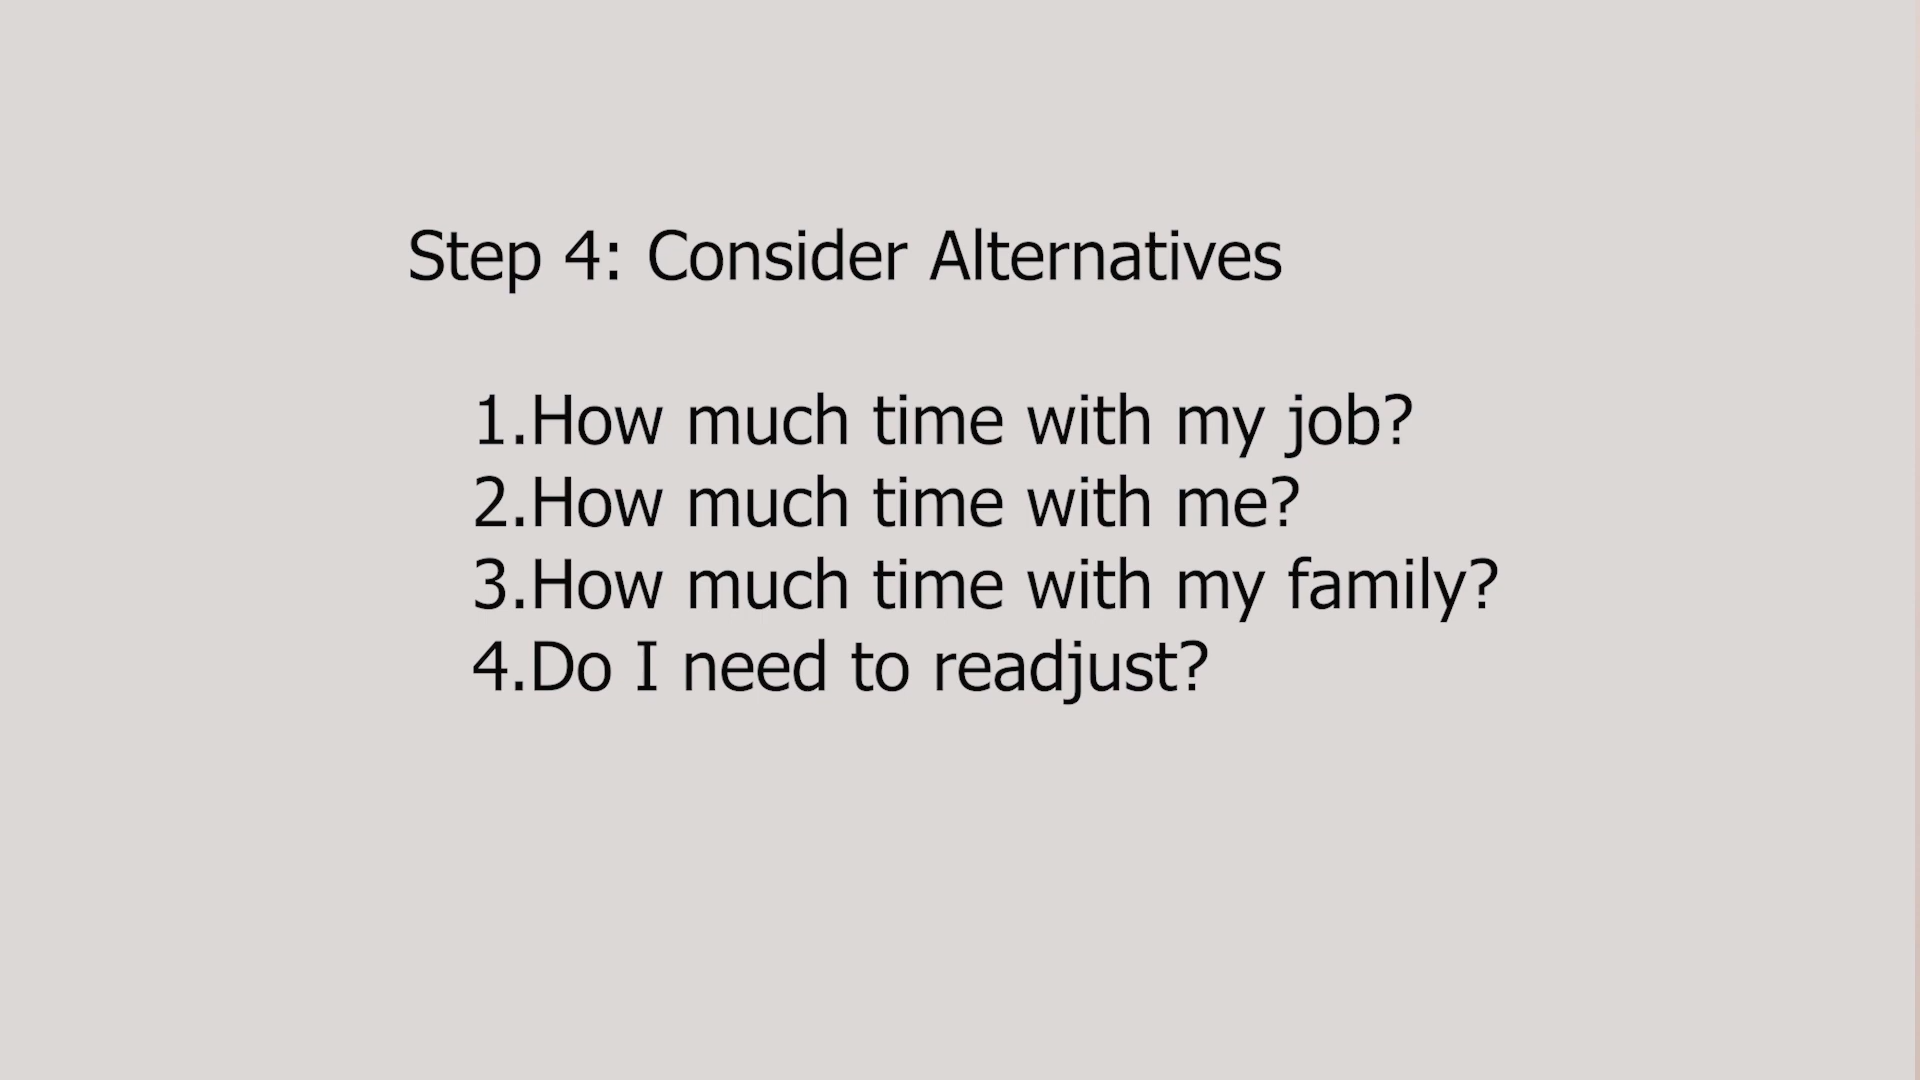 Step 4: Consider Alternatives
1.How much time with my job?
2.How much time with me?
3.How much time with my family?
4.Do I need to readjust?